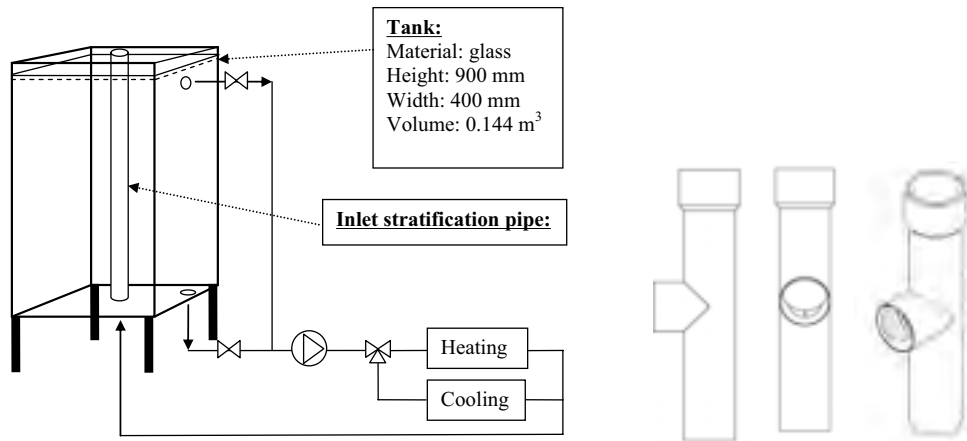 Tank:
Material: glass
Height: 900 mm
Width: 400 mm
Volume: 0.144 m³
Inlet stratification pipe:
Heating
Cooling